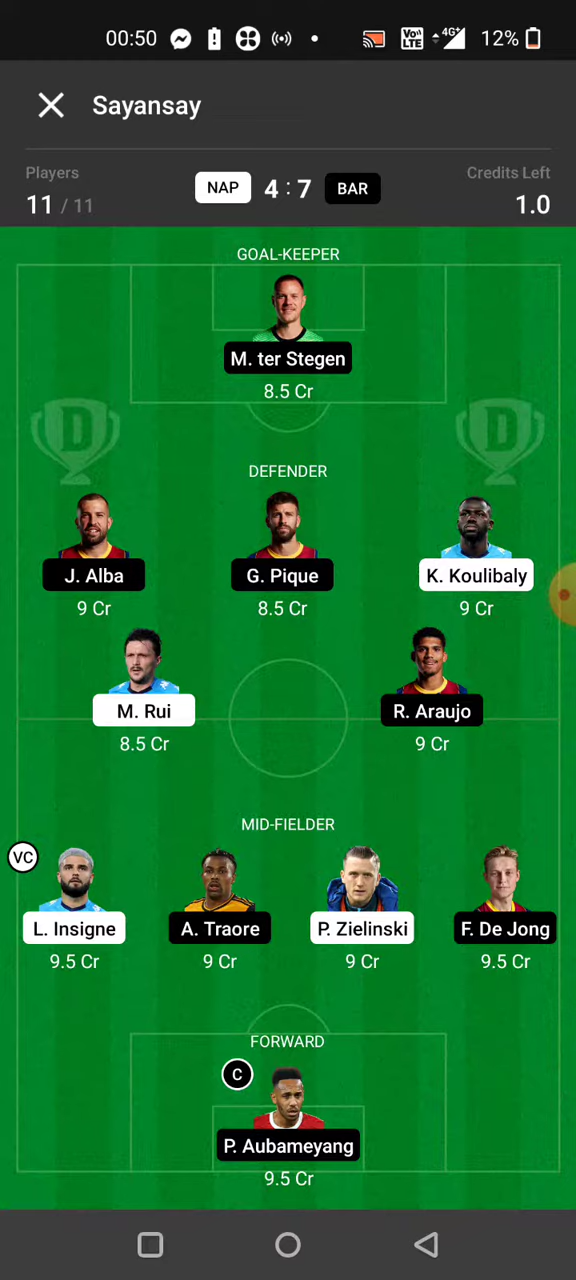 00:50 Vo)) LTE 4G+ 12%
Sayansay
Players Credits Left
11 / 11 NAP 4 : 7 BAR 1.0
GOAL-KEEPER
M. ter Stegen
8.5 Cr
D D
DEFENDER
J. Alba G. Pique K. Koulibaly
9 Cr 8.5 Cr 9 Cr
M. Rui R. Araujo
8.5 Cr 9 Cr
MID-FIELDER
VC
L. Insigne A. Traore P. Zielinski F. De Jong
9.5 Cr 9 Cr 9 Cr 9.5 Cr
FORWARD
C
P. Aubameyang
9.5 Cr